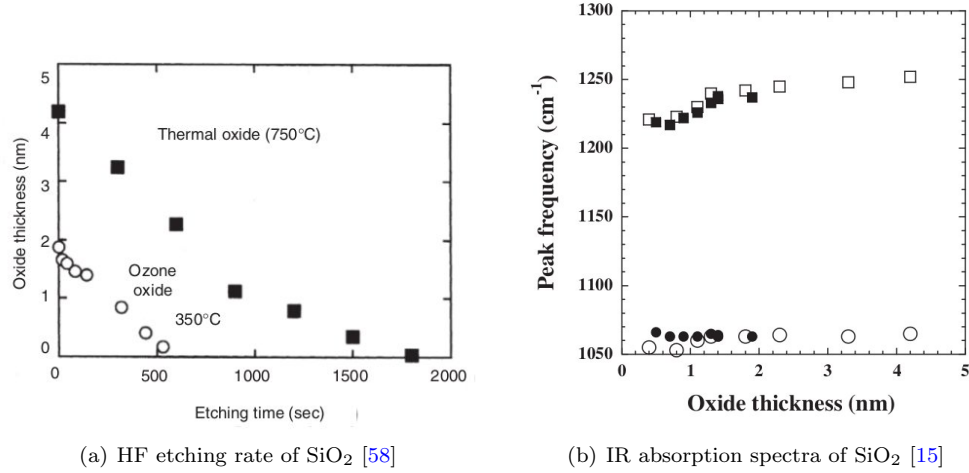 5
4
3
2
1
0
Oxide thickness (nm)
Thermal oxide (750°C)
Ozone
oxide
350°C
0
500
1000
1500
2000
Etching time (sec)
(a) HF etching rate of SiO₂ [58]
1300
1250
1200
1150
1100
1050
Peak frequency (cm⁻¹)
0
1
2
3
4
5
Oxide thickness (nm)
(b) IR absorption spectra of SiO₂ [15]